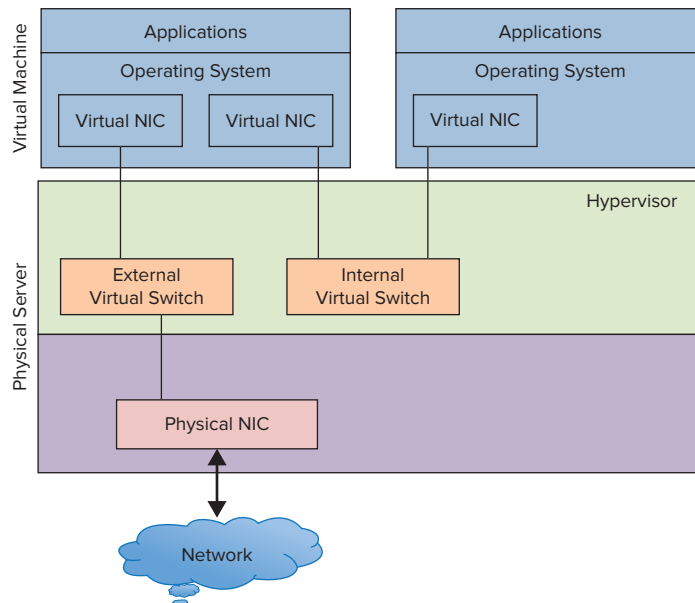 Virtual Machine
Applications
Operating System
Virtual NIC
Virtual NIC
Applications
Operating System
Virtual NIC
Physical Server
Hypervisor
External
Virtual Switch
Internal
Virtual Switch
Physical NIC
Network